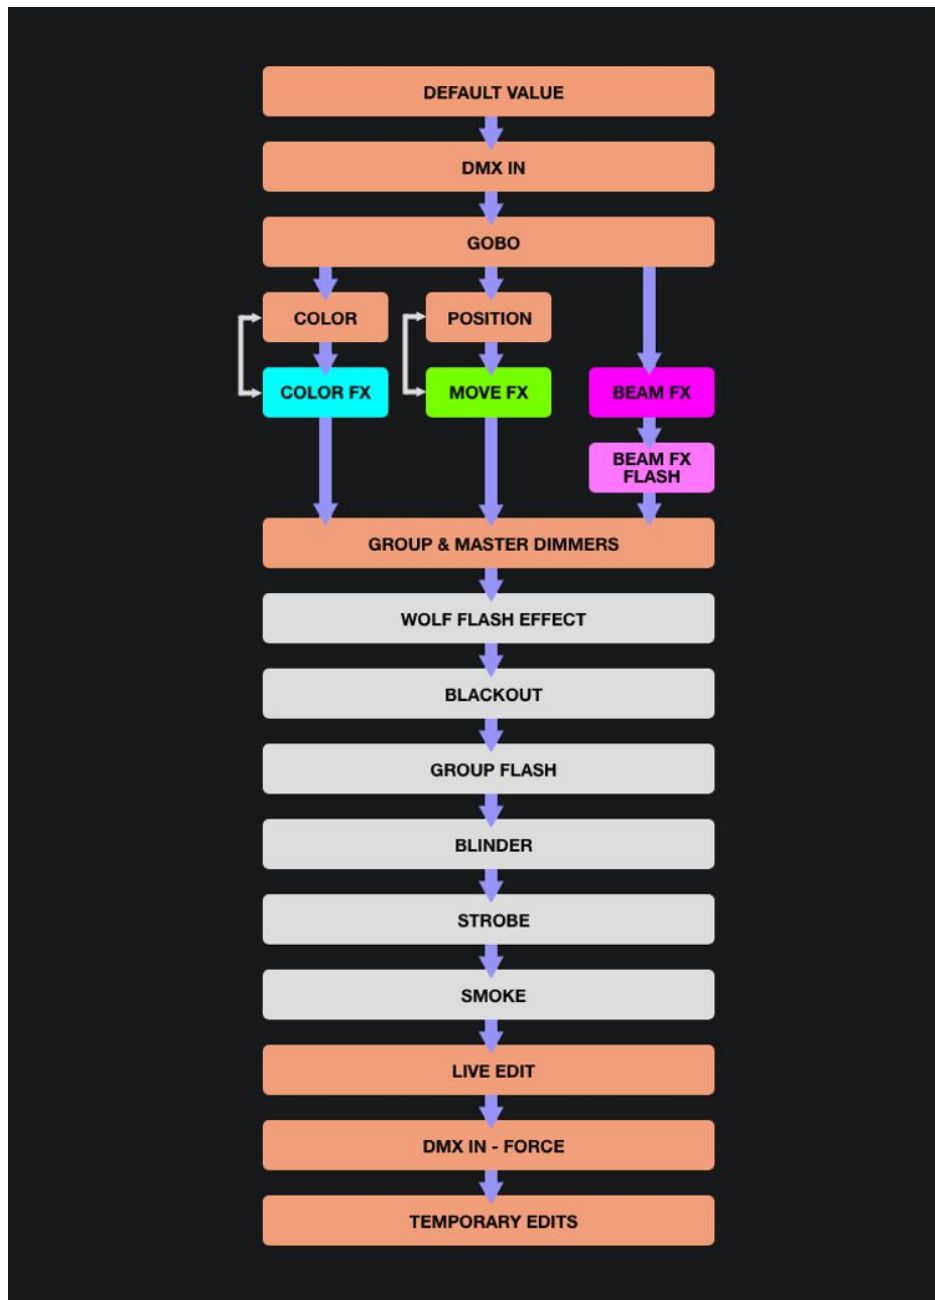 DEFAULT VALUE
DMX IN
GOBO
COLOR
POSITION
COLOR FX
MOVE FX
BEAM FX
BEAM FX
FLASH
GROUP & MASTER DIMMERS
WOLF FLASH EFFECT
BLACKOUT
GROUP FLASH
BLINDER
STROBE
SMOKE
LIVE EDIT
DMX IN - FORCE
TEMPORARY EDITS